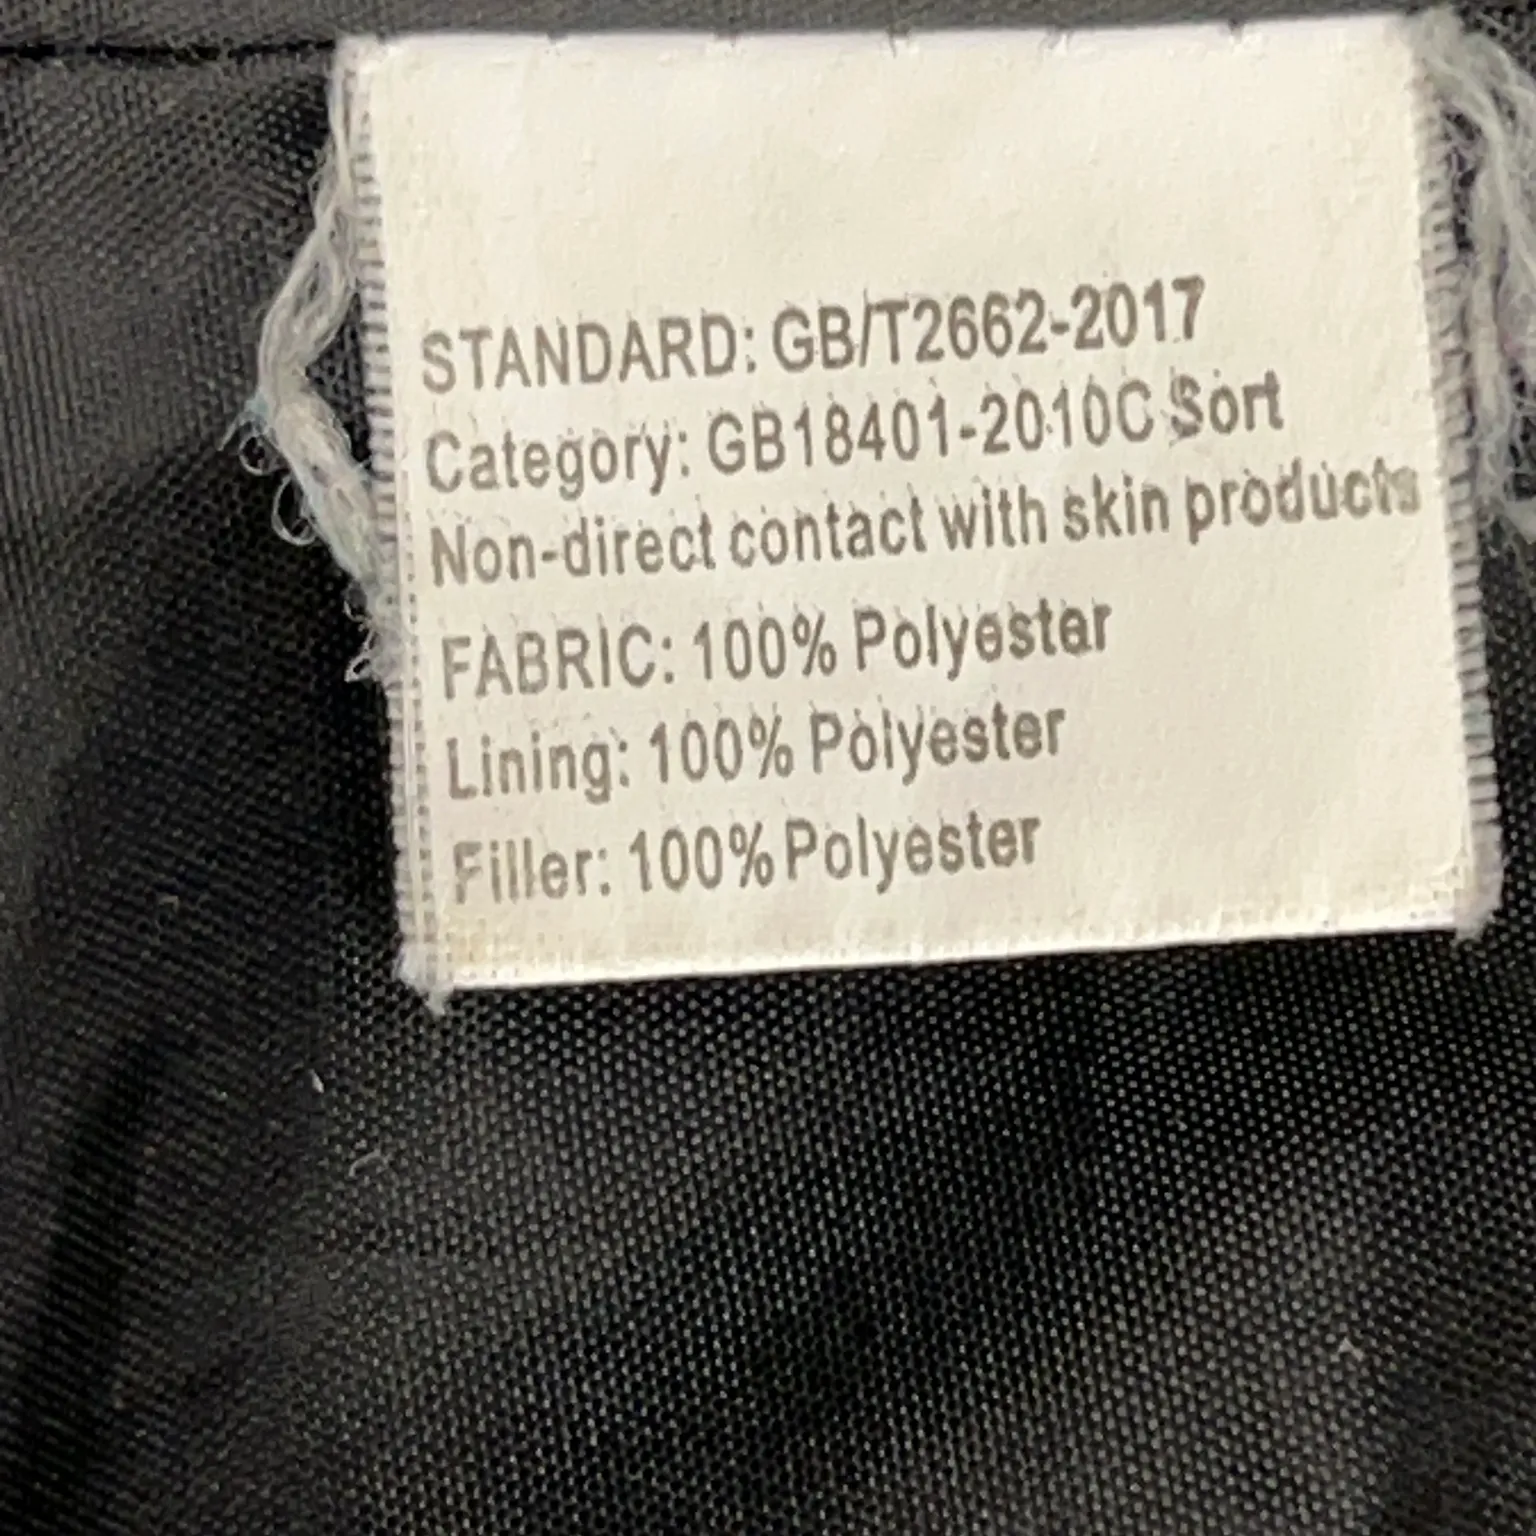 STANDARD: GB/T2662-2017
Category: GB18401-2010C Sort
Non-direct contact with skin products
FABRIC: 100% Polyester
Lining: 100% Polyester
Filler: 100% Polyester